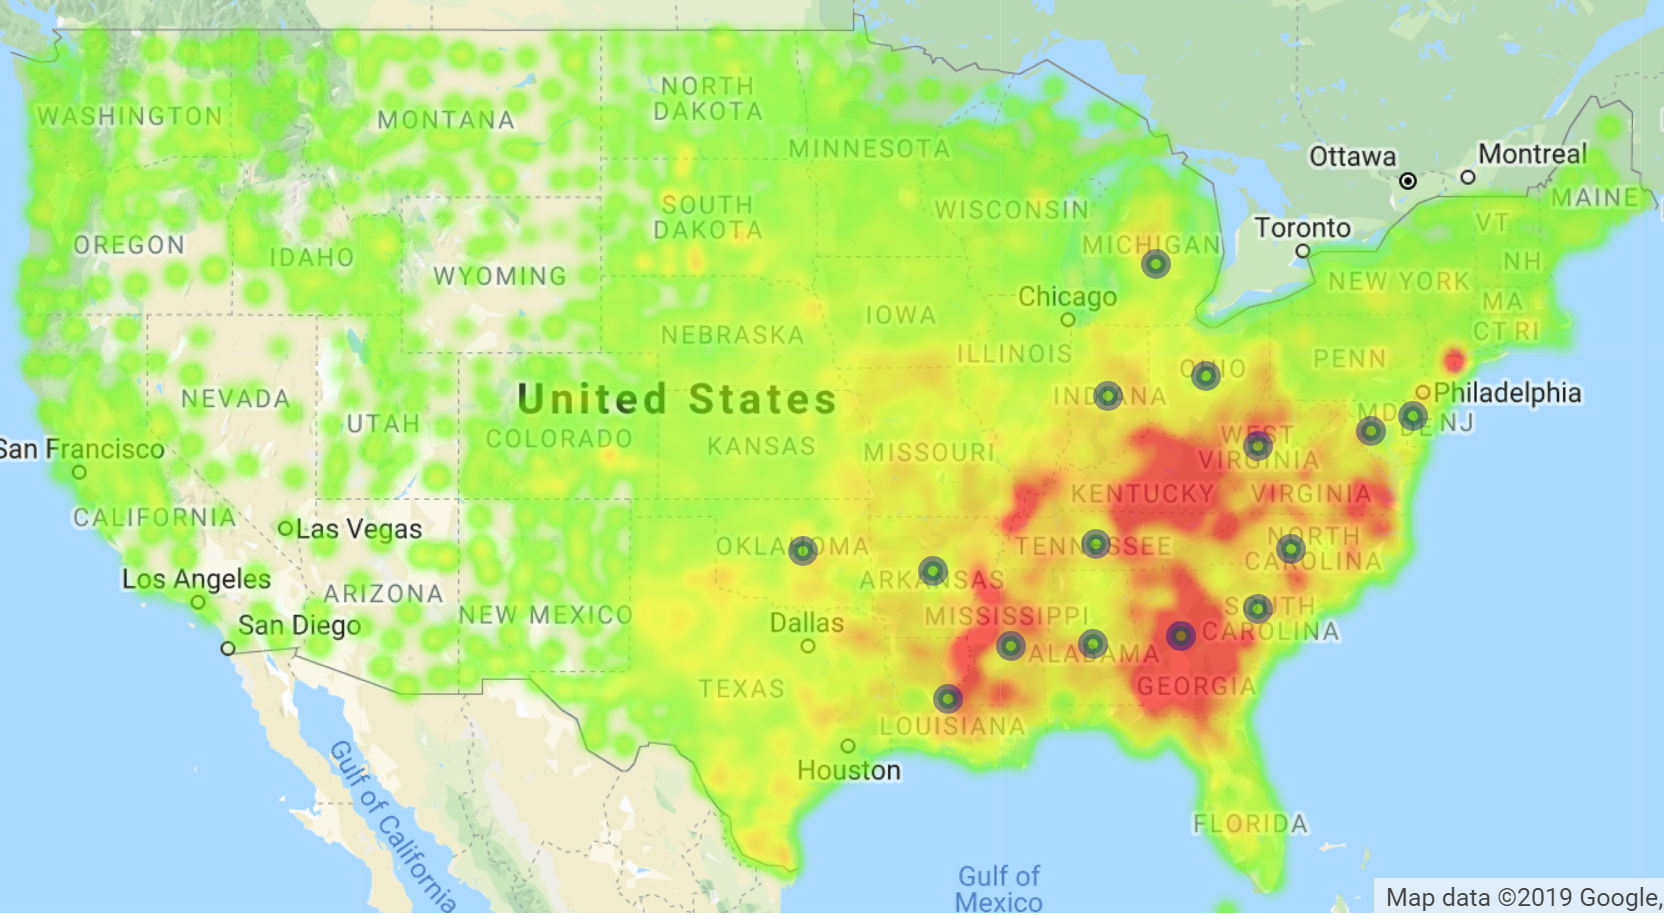 NORTH
DAKOTA
WASHINGTON
MONTANA
MINNESOTA
Ottawa
Montreal
MAINE
SOUTH
DAKOTA
WISCONSIN
VT
Toronto
OREGON
IDAHO
MICHIGAN
NH
WYOMING
NEW YORK
Chicago
MA
IOWA
CT RI
NEBRASKA
ILLINOIS
PENN
OHIO
NEVADA
United States
INDIANA
Philadelphia
UTAH
MD
DE NJ
COLORADO
KANSAS
MISSOURI
WEST
VIRGINIA
San Francisco
KENTUCKY
VIRGINIA
CALIFORNIA
Las Vegas
OKLAHOMA
TENNESSEE
NORTH
CAROLINA
Los Angeles
ARIZONA
ARKANSAS
NEW MEXICO
MISSISSIPPI
SOUTH
CAROLINA
San Diego
Dallas
ALABAMA
TEXAS
GEORGIA
LOUISIANA
Houston
Gulf of California
FLORIDA
Gulf of
Mexico
Map data ©2019 Google,